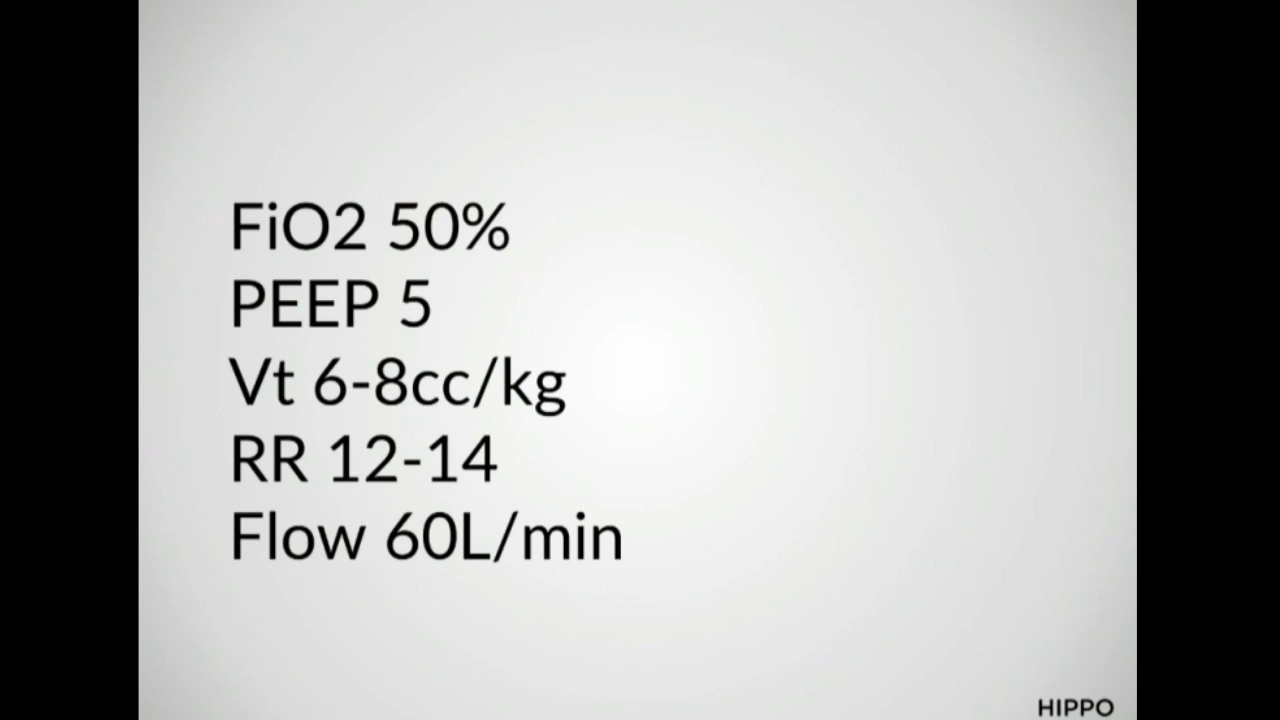 FiO2 50%
PEEP 5
Vt 6-8cc/kg
RR 12-14
Flow 60L/min
HIPPO